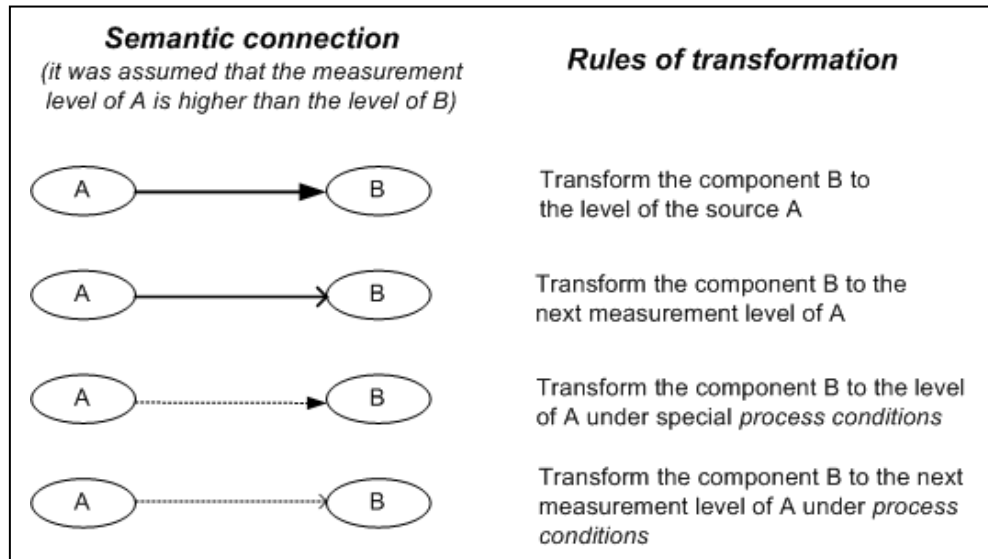 Semantic connection
(it was assumed that the measurement
level of A is higher than the level of B)
Rules of transformation
A
B
Transform the component B to
the level of the source A
A
B
Transform the component B to the
next measurement level of A
A
B
Transform the component B to the level
of A under special process conditions
A
B
Transform the component B to the next
measurement level of A under process
conditions